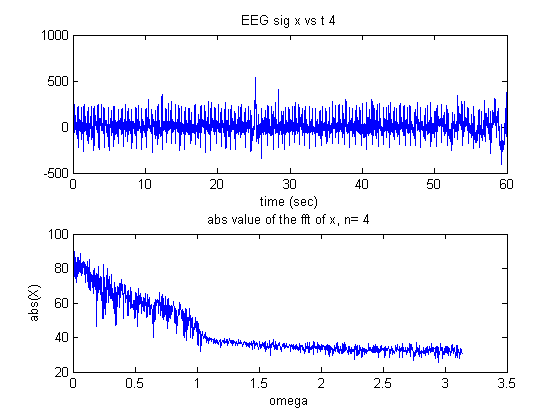 EEG sig x vs t 4
1000
500
0
-500
0 10 20 30 40 50 60
time (sec)
abs value of the fft of x, n= 4
100
80
60
40
20
abs(X)
0 0.5 1 1.5 2 2.5 3 3.5
omega